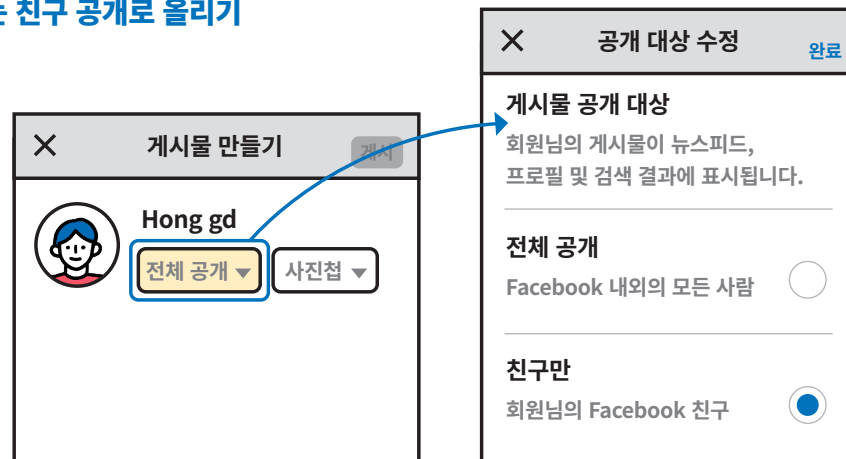 는 친구 공개로 올리기
게시물 만들기
게시
Hong gd
전체 공개
사진첩
공개 대상 수정
완료
게시물 공개 대상
회원님의 게시물이 뉴스피드,
프로필 및 검색 결과에 표시됩니다.
전체 공개
Facebook 내외의 모든 사람
친구만
회원님의 Facebook 친구